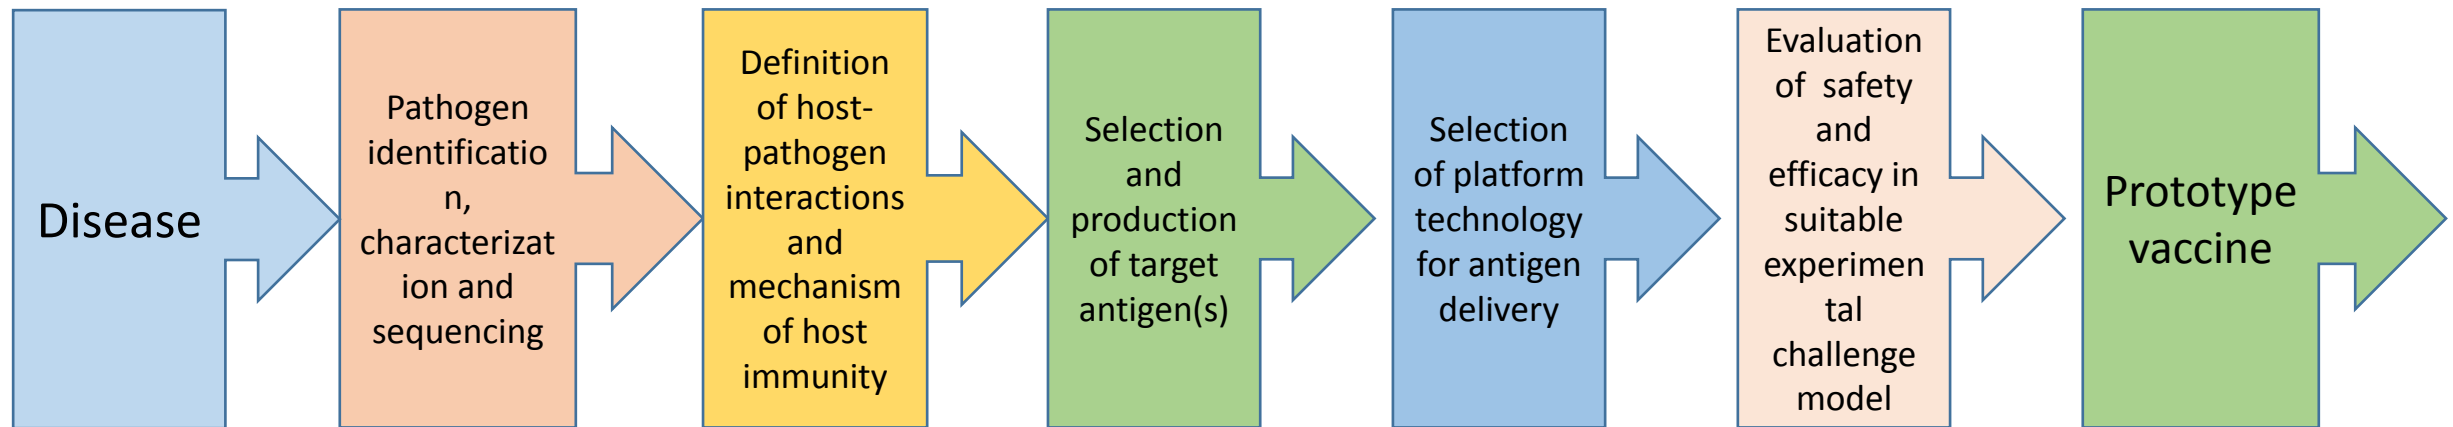 Disease
Pathogen
identificatio
n,
characterizat
ion and
sequencing
Definition
of host-
pathogen
interactions
and
mechanism
of host
immunity
Selection
and
production
of target
antigen(s)
Selection
of platform
technology
for antigen
delivery
Evaluation
of safety
and
efficacy in
suitable
experimen
tal
challenge
model
Prototype
vaccine